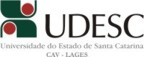 UDESC
Universidade do Estado de Santa Catarina
CAV - LAGES